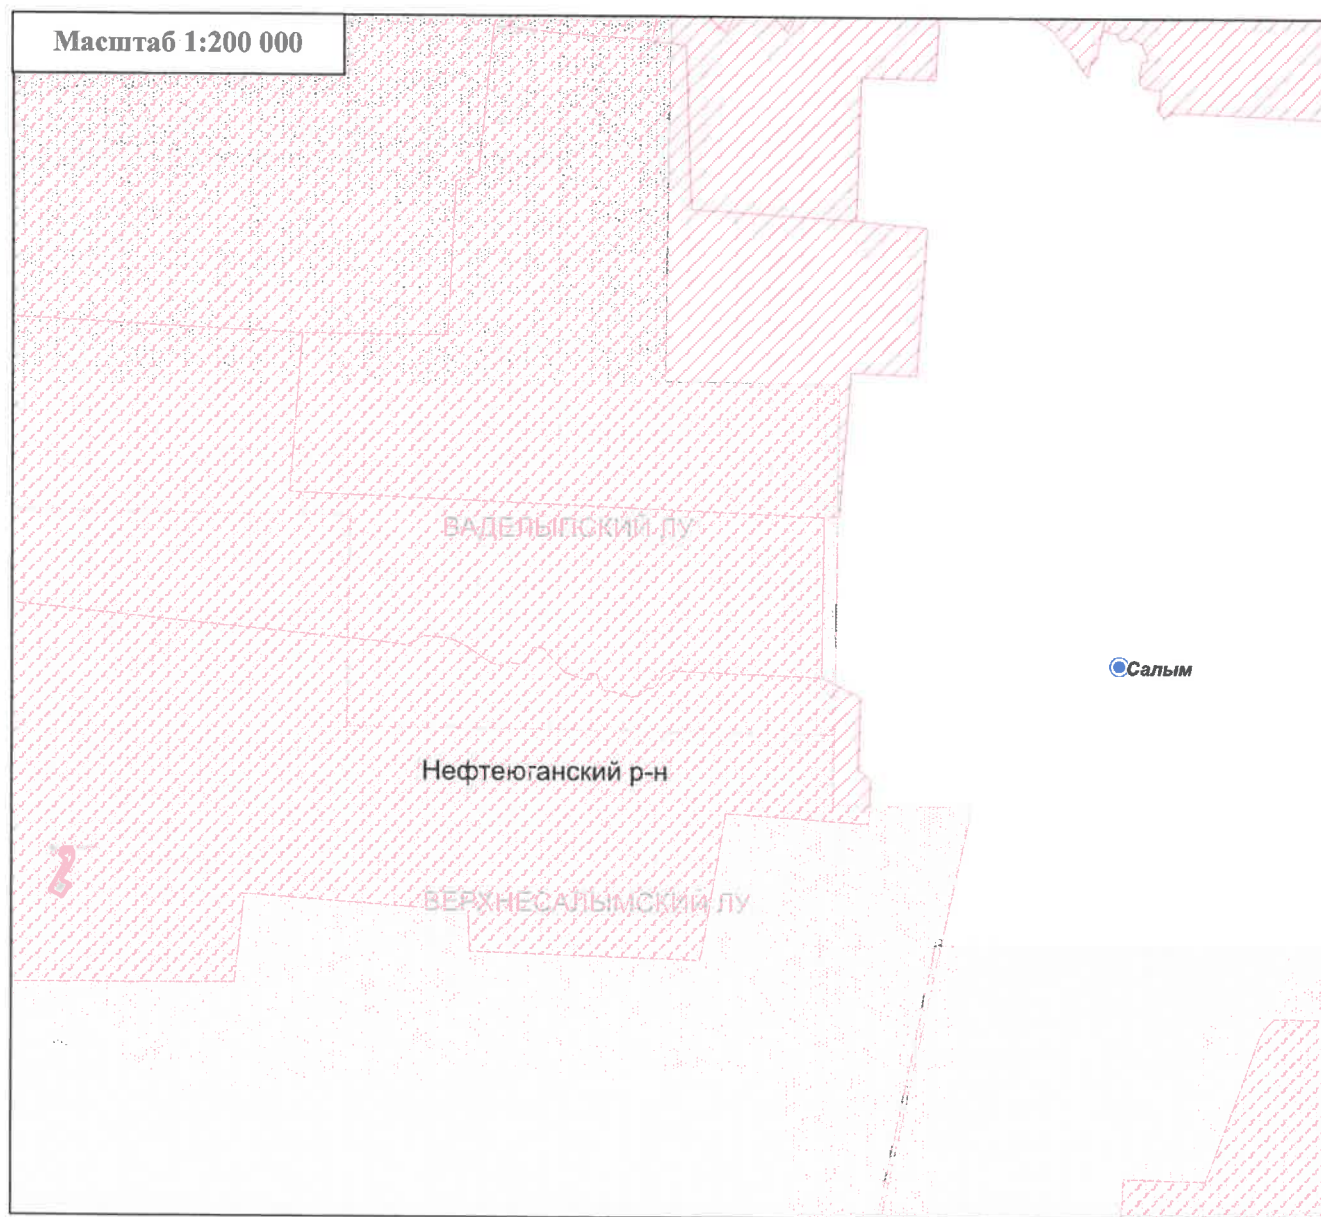 Масштаб 1:200 000
ВАДЕЛЫПСКИЙ ЛУ
Салым
Нефтеюганский р-н
ВЕРХНЕСАЛЫМСКИЙ ЛУ